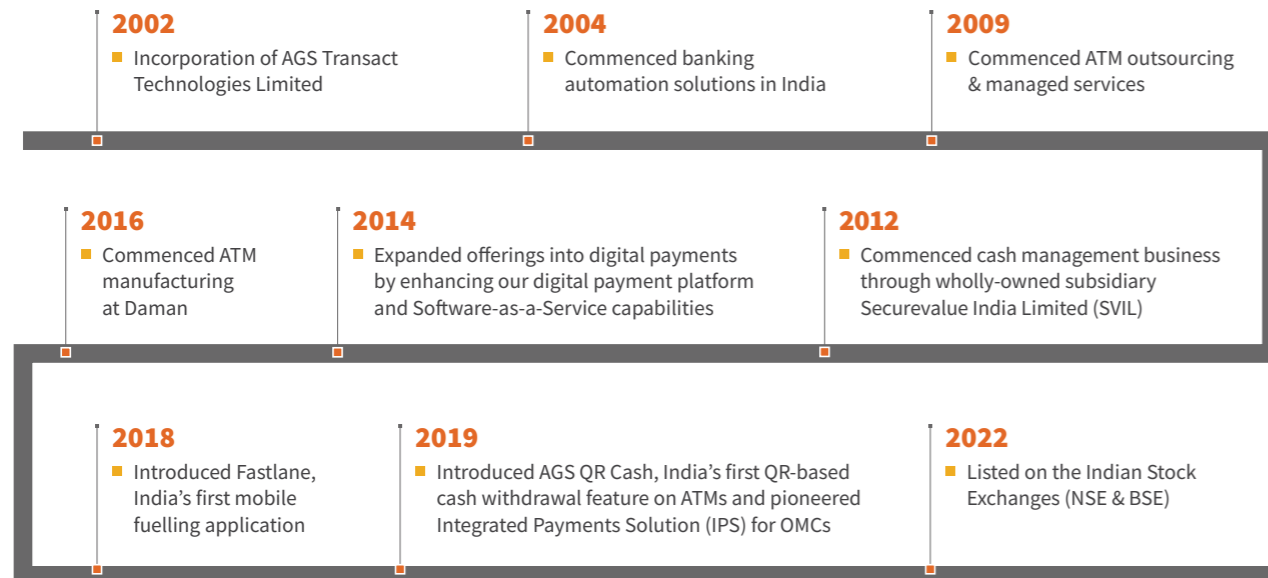 2002
Incorporation of AGS Transact
Technologies Limited
2004
Commenced banking
automation solutions in India
2009
Commenced ATM outsourcing
& managed services
2016
Commenced ATM
manufacturing
at Daman
2014
Expanded offerings into digital payments
by enhancing our digital payment platform
and Software-as-a-Service capabilities
2012
Commenced cash management business
through wholly-owned subsidiary
Securevalue India Limited (SVIL)
2018
Introduced Fastlane,
India’s first mobile
fuelling application
2019
Introduced AGS QR Cash, India’s first QR-based
cash withdrawal feature on ATMs and pioneered
Integrated Payments Solution (IPS) for OMCs
2022
Listed on the Indian Stock
Exchanges (NSE & BSE)